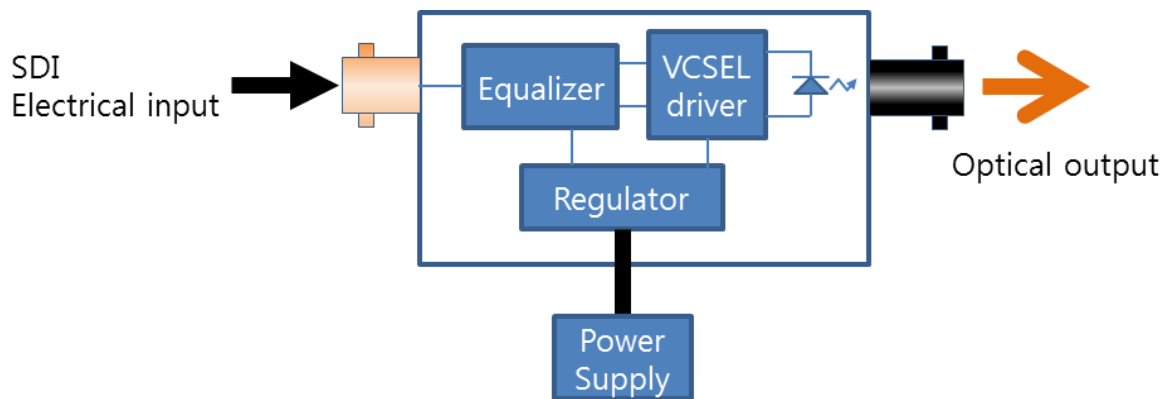 SDI
Electrical input
Equalizer
VCSEL
driver
Regulator
Optical output
Power
Supply